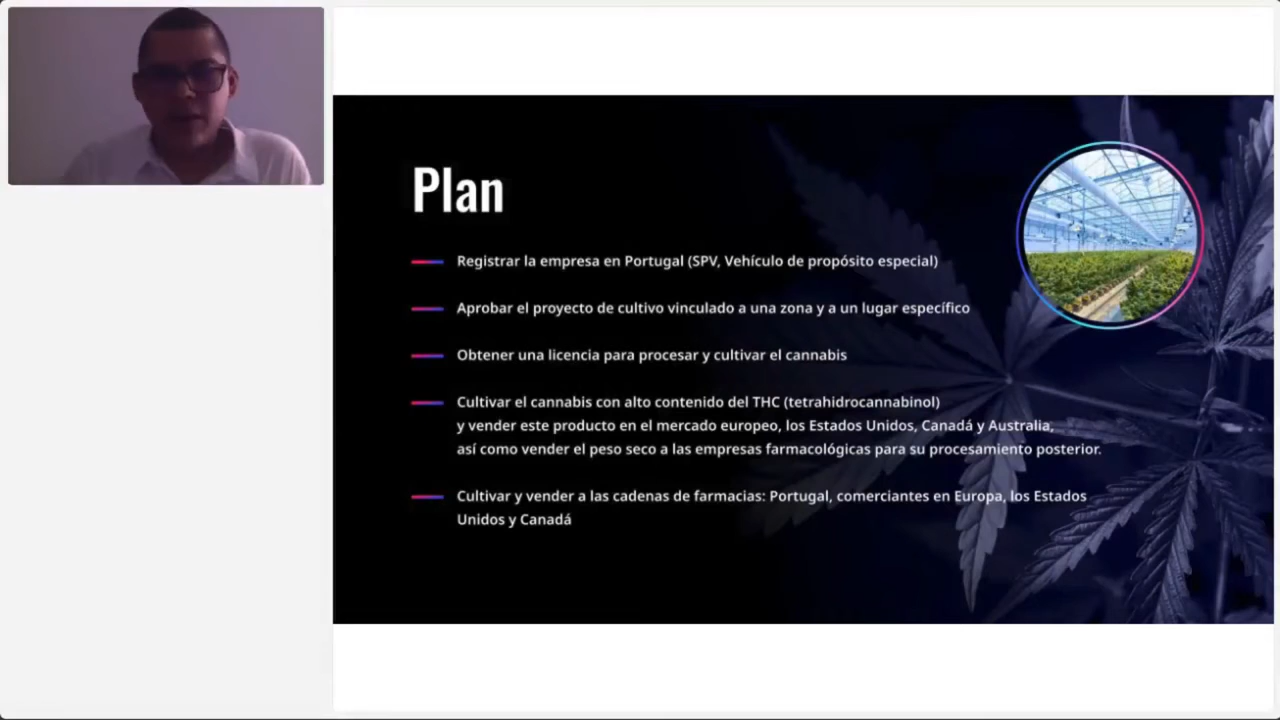 Plan
Registrar la empresa en Portugal (SPV, Vehículo de propósito especial)
Aprobar el proyecto de cultivo vinculado a una zona y a un lugar específico
Obtener una licencia para procesar y cultivar el cannabis
Cultivar el cannabis con alto contenido del THC (tetrahidrocannabinol)
y vender este producto en el mercado europeo, los Estados Unidos, Canadá y Australia,
así como vender el peso seco a las empresas farmacológicas para su procesamiento posterior.
Cultivar y vender a las cadenas de farmacias: Portugal, comerciantes en Europa, los Estados
Unidos y Canadá